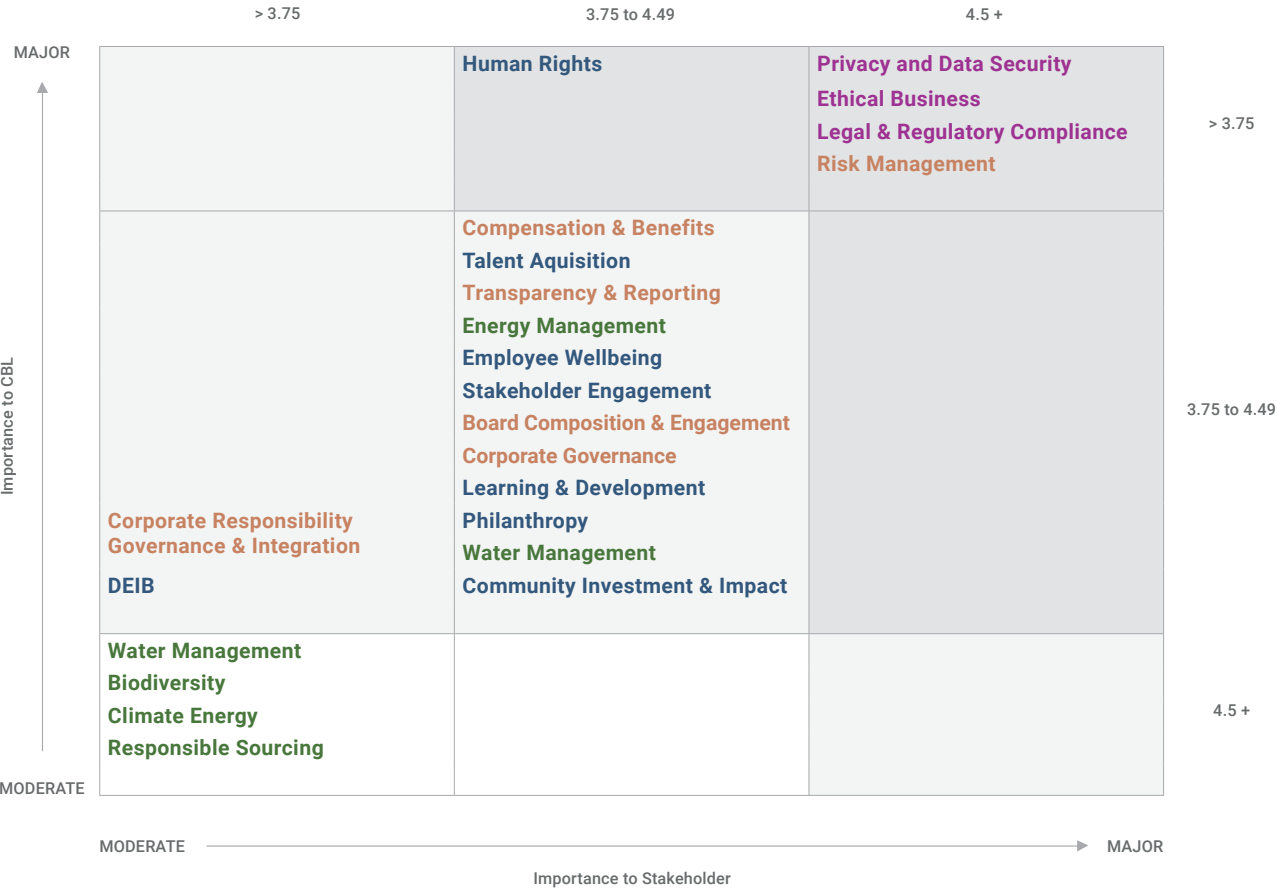 > 3.75
3.75 to 4.49
4.5 +
MAJOR
Human Rights
Privacy and Data Security
Ethical Business
Legal & Regulatory Compliance
Risk Management
> 3.75
Importance to CBL
Compensation & Benefits
Talent Aquisition
Transparency & Reporting
Energy Management
Employee Wellbeing
Stakeholder Engagement
Board Composition & Engagement
Corporate Governance
Learning & Development
Philanthropy
Water Management
Community Investment & Impact
3.75 to 4.49
Corporate Responsibility
Governance & Integration
DEIB
Water Management
Biodiversity
Climate Energy
Responsible Sourcing
4.5 +
MODERATE
MODERATE
MAJOR
Importance to Stakeholder